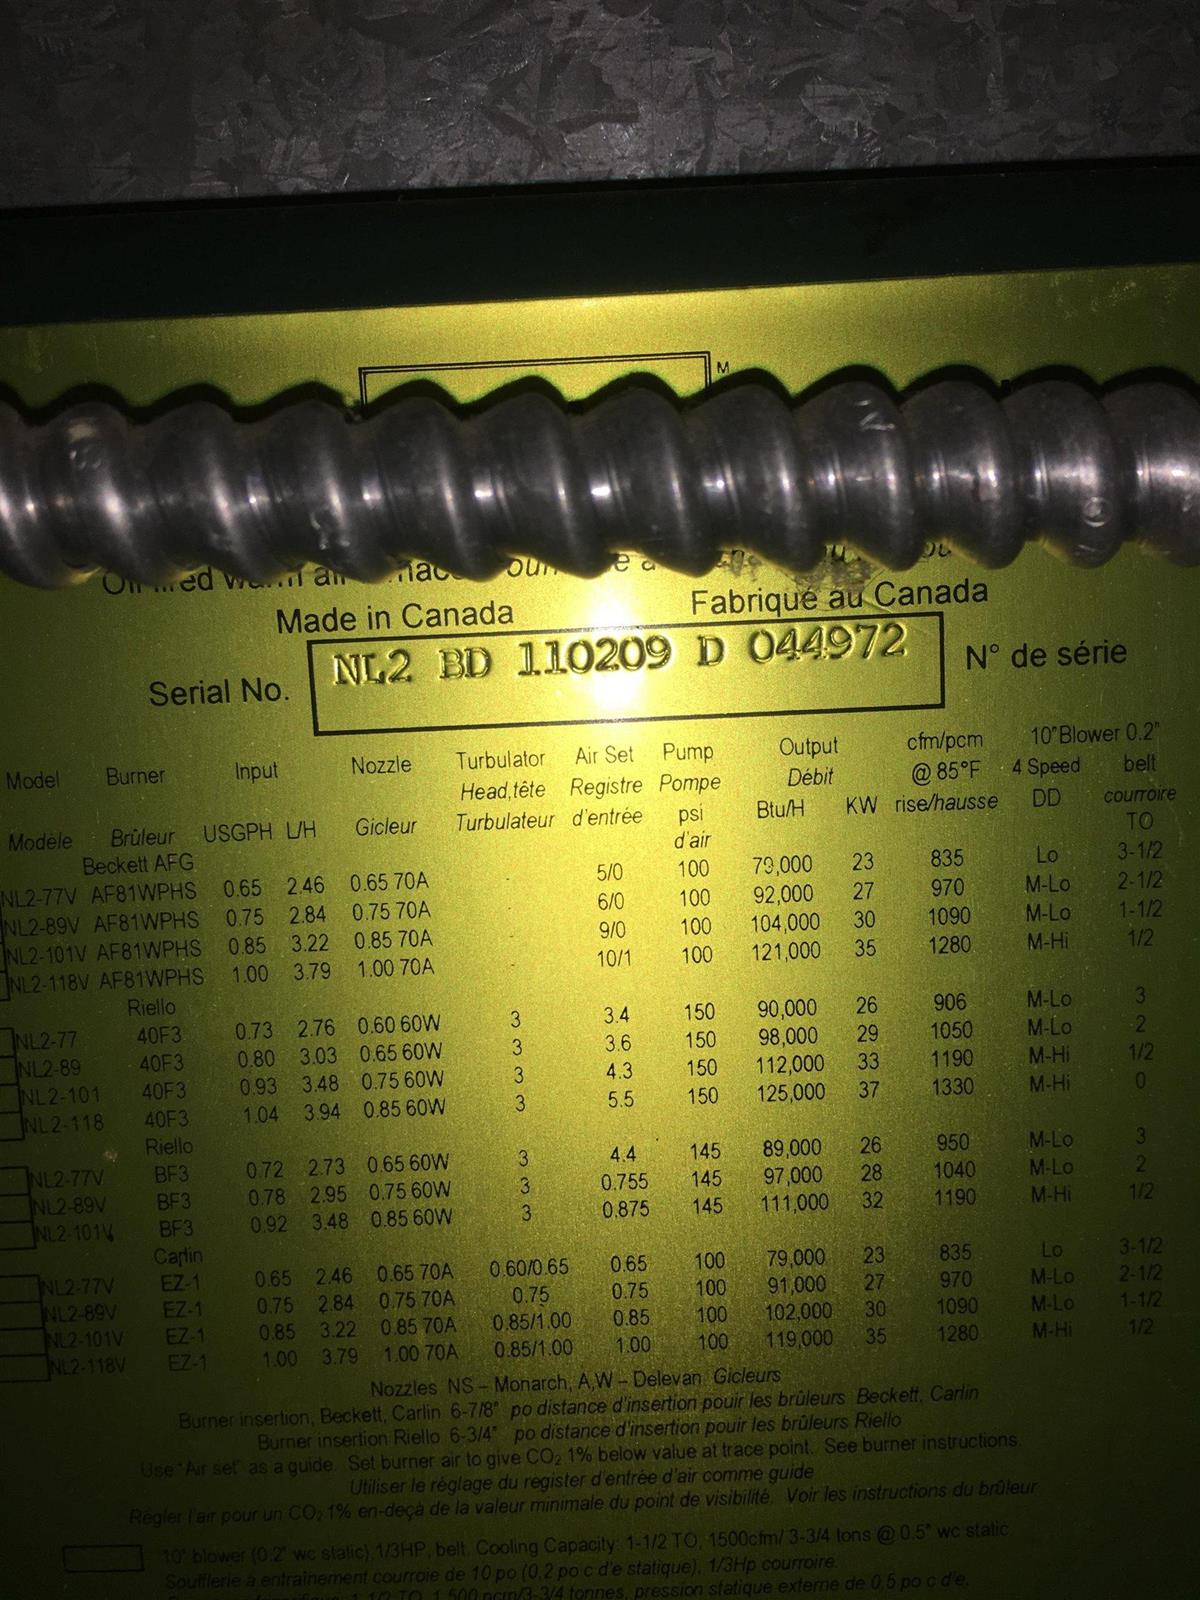 M
Made in Canada Fabriqué au Canada
Serial No. NL2 BD 110209 D 044972 N° de série
Model Burner Input Nozzle Turbulator Air Set Pump Output cfm/pcm 10"Blower 0.2"
Head,tête Registre Pompe Débit @ 85°F 4 Speed belt
Modèle Brûleur USGPH L/H Gicleur Turbulateur d'entrée psi Btu/H KW rise/hausse DD courroire
d'air TO
Beckett AFG
NL2-77V AF81WPHS 0.65 2.46 0.65 70A 5/0 100 79,000 23 835 Lo 3-1/2
NL2-89V AF81WPHS 0.75 2.84 0.75 70A 6/0 100 92,000 27 970 M-Lo 2-1/2
NL2-101V AF81WPHS 0.85 3.22 0.85 70A 9/0 100 104,000 30 1090 M-Lo 1-1/2
NL2-118V AF81WPHS 1.00 3.79 1.00 70A 10/1 100 121,000 35 1280 M-Hi 1/2
Riello
NL2-77 40F3 0.73 2.76 0.60 60W 3 3.4 150 90,000 26 906 M-Lo 3
NL2-89 40F3 0.80 3.03 0.65 60W 3 3.6 150 98,000 29 1050 M-Lo 2
NL2-101 40F3 0.93 3.48 0.75 60W 3 4.3 150 112,000 33 1190 M-Hi 1/2
NL2-118 40F3 1.04 3.94 0.85 60W 3 5.5 150 125,000 37 1330 M-Hi 0
Riello
NL2-77V BF3 0.72 2.73 0.65 60W 3 4.4 145 89,000 26 950 M-Lo 3
NL2-89V BF3 0.78 2.95 0.75 60W 3 0.755 145 97,000 28 1040 M-Lo 2
NL2-101V BF3 0.92 3.48 0.85 60W 3 0.875 145 111,000 32 1190 M-Hi 1/2
Carlin
NL2-77V EZ-1 0.65 2.46 0.65 70A 0.60/0.65 0.65 100 79,000 23 835 Lo 3-1/2
NL2-89V EZ-1 0.75 2.84 0.75 70A 0.75 0.75 100 91,000 27 970 M-Lo 2-1/2
NL2-101V EZ-1 0.85 3.22 0.85 70A 0.85/1.00 0.85 100 102,000 30 1090 M-Lo 1-1/2
NL2-118V EZ-1 1.00 3.79 1.00 70A 0.85/1.00 1.00 100 119,000 35 1280 M-Hi 1/2
Nozzles NS – Monarch, A,W – Delevan Gicleurs
Burner insertion, Beckett, Carlin 6-7/8" po distance d'insertion pouir les brûleurs Beckett, Carlin
Burner insertion Riello 6-3/4" po distance d'insertion pouir les brûleurs Riello
Use "Air set" as a guide. Set burner air to give CO2 1% below value at trace point. See burner instructions.
Utiliser le réglage du register d'entrée d'air comme guide
Régler l'air pour un CO2 1% en-deçà de la valeur minimale du point de visibilité. Voir les instructions du brûleur
10" blower (0.2" wc static),1/3HP, belt. Cooling Capacity: 1-1/2 TO, 1500cfm/ 3-3/4 tons @ 0.5" wc static
Soufflerie à entraînement courroie de 10 po (0,2 po c d'e statique), 1/3Hp courroire.
1-1/2 TO, 1,500 pcm/3-3/4 tonnes, pression statique externe de 0,5 po c d'e.